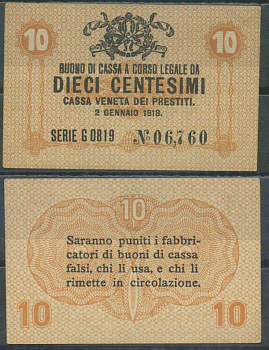 10 10
BUONO DI CASSA A CORSO LEGALE DA
DIECI CENTESIMI
CASSA VENETA DEI PRESTITI.
2 GENNAIO 1918.
SERIE G 0819 No 06,760
10
Saranno puniti i fabbri-
catori di buoni di cassa
falsi, chi li usa, e chi li
rimette in circolazione.
10 10